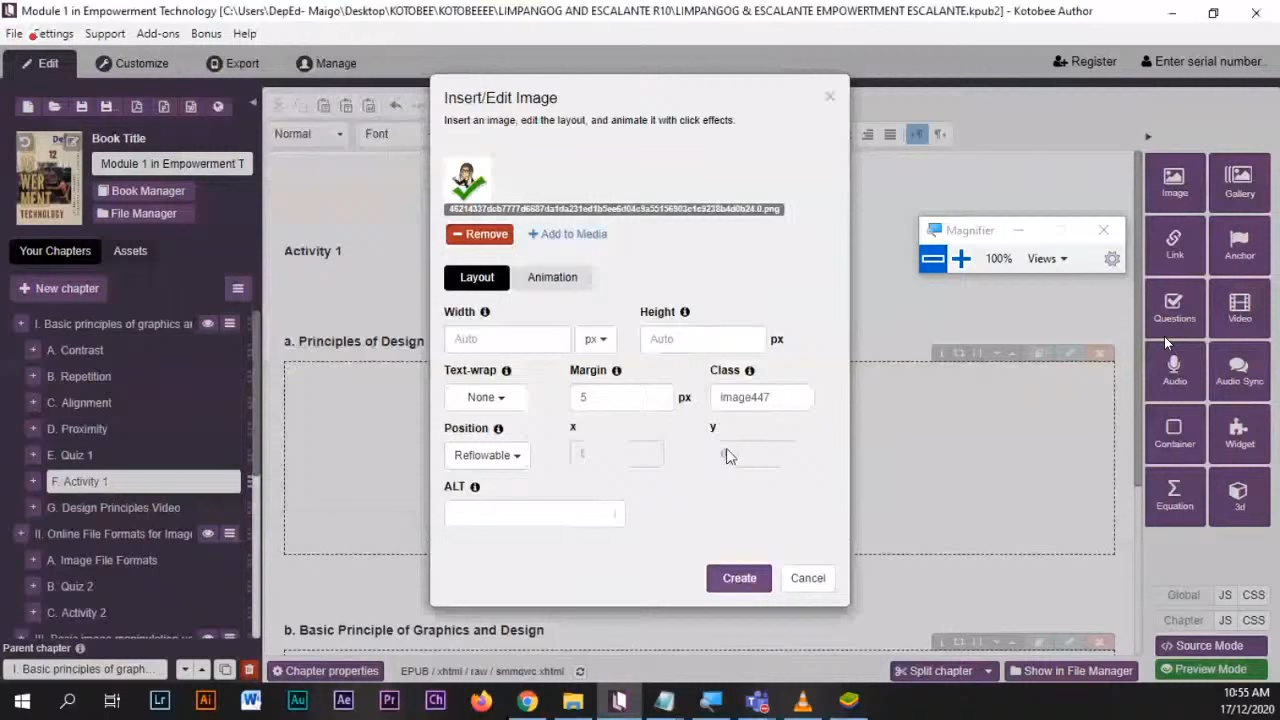 Module 1 in Empowerment Technology [C:\Users\DepEd- Maigo\Desktop\KOTOBEE\KOTOBEEEE\LIMPANGOG AND ESCALANTE R10\LIMPANGOG & ESCALANTE EMPOWERTMENT ESCALANTE.kpub2] - Kotobee Author
File Settings Support Add-ons Bonus Help
Edit Customize Export Manage Register Enter serial number..
Insert/Edit Image
Insert an image, edit the layout, and animate it with click effects.
Normal Font
Book Title
Module 1 in Empowerment T
Book Manager
File Manager
TECHNOLOGY
Remove Add to Media
Your Chapters Assets
New chapter
Layout Animation
Activity 1
Magnifier
100% Views
Image Gallery
Link Anchor
Questions Video
Audio Audio Sync
Container Widget
Equation 3d
I. Basic principles of graphics ar
A. Contrast
B. Repetition
C. Alignment
D. Proximity
E. Quiz 1
F. Activity 1
G. Design Principles Video
II. Online File Formats for Image
A. Image File Formats
B. Quiz 2
C. Activity 2
Width Height
Auto px Auto px
a. Principles of Design
Text-wrap Margin Class
None 5 px image447
Position x y
Reflowable
ALT
Create Cancel
b. Basic Principle of Graphics and Design
Global JS CSS
Chapter JS CSS
Source Mode
Preview Mode
Parent chapter
I. Basic principles of graph...
Chapter properties
EPUB / xhtml / raw / smmqwc.xhtml
Split chapter
Show in File Manager
Lr Ai W Au Ae Pr P Ch
10:55 AM
17/12/2020